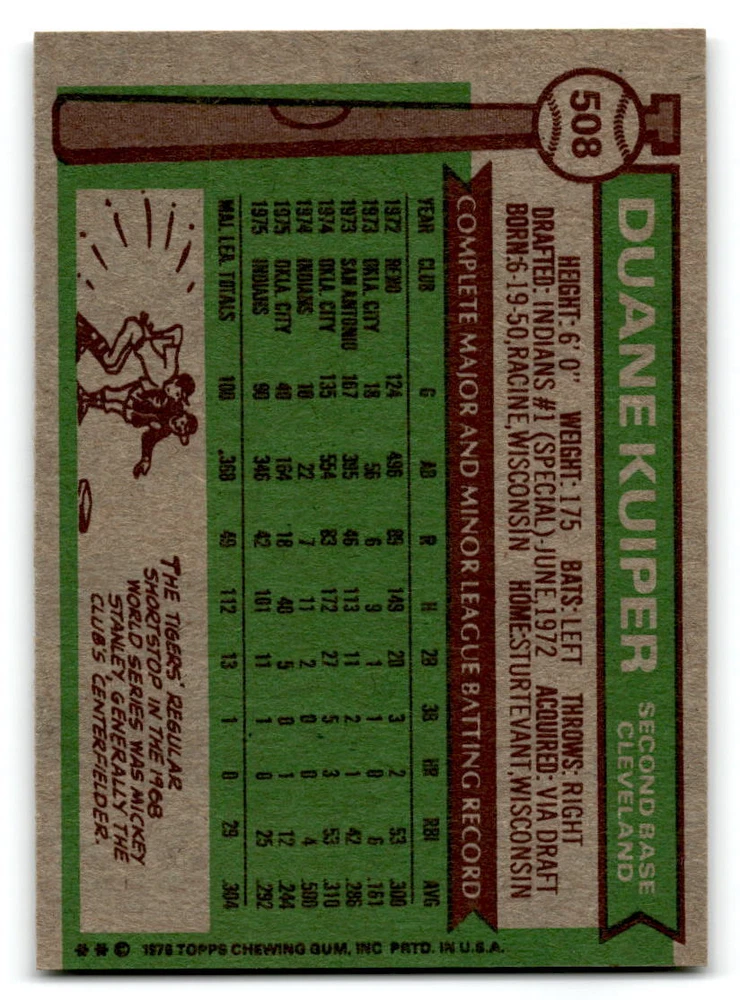 508
DUANE KUIPER
SECOND BASE
CLEVELAND
HEIGHT: 6'0" WEIGHT: 175 BATS: LEFT THROWS: RIGHT
DRAFTED: INDIANS #1 (SPECIAL)-JUNE, 1972 ACQUIRED: VIA DRAFT
BORN: 6-19-50, RACINE, WISCONSIN HOME: STURTEVANT, WISCONSIN
COMPLETE MAJOR AND MINOR LEAGUE BATTING RECORD
YEAR CLUB G AB R H 2B 3B HR RBI AVG
1972 RENO 124 496 89 149 20 3 2 53 .300
1973 OKLA. CITY 18 56 6 9 1 1 0 6 .161
1973 SAN ANTONIO 167 395 46 113 11 2 1 42 .286
1974 OKLA. CITY 135 554 83 172 27 5 3 53 .310
1974 INDIANS 10 22 7 11 2 0 0 4 .500
1975 OKLA. CITY 40 164 18 40 5 1 0 12 .244
1975 INDIANS 90 346 42 101 11 1 0 25 .292
MAJ. LEA. TOTALS 100 .368 49 112 13 1 0 29 .304
THE TIGERS' REGULAR
SHORTSTOP IN THE 1968
WORLD SERIES WAS MICKEY
STANLEY, GENERALLY THE
CLUB'S CENTERFIELDER.
** © 1976 TOPPS CHEWING GUM, INC PRTD. IN U.S.A.